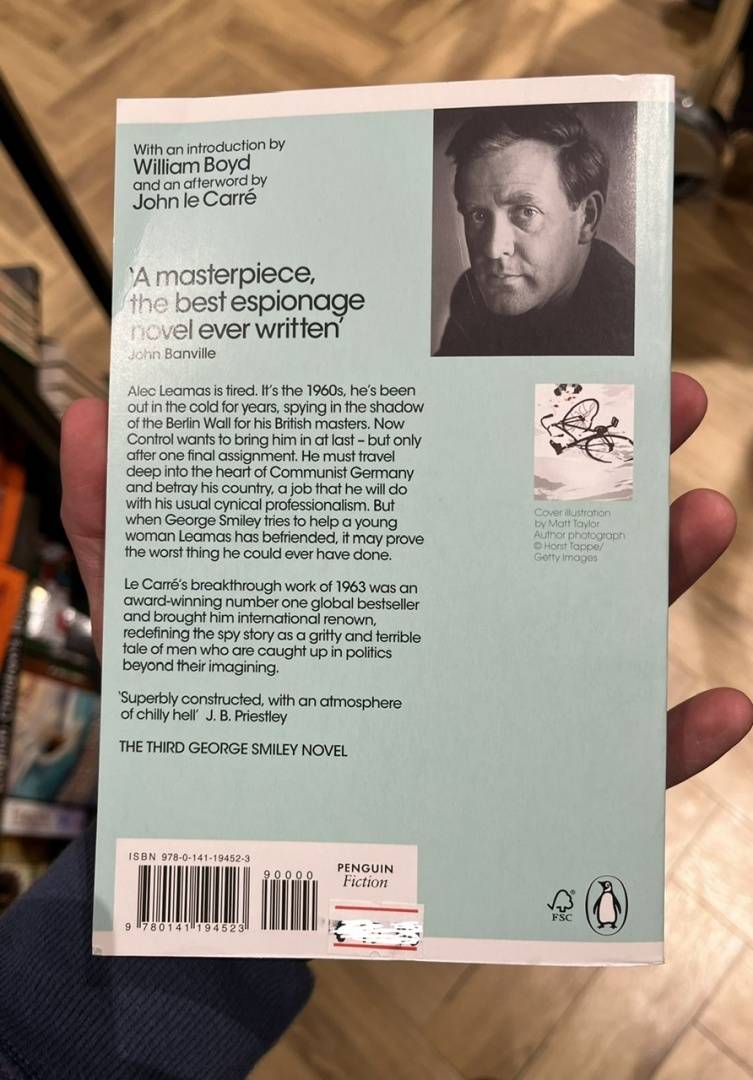 With an introduction by
William Boyd
and an afterword by
John le Carré
'A masterpiece,
the best espionage
novel ever written'
John Banville
Alec Leamas is tired. It's the 1960s, he's been
out in the cold for years, spying in the shadow
of the Berlin Wall for his British masters. Now
Control wants to bring him in at last – but only
after one final assignment. He must travel
deep into the heart of Communist Germany
and betray his country, a job that he will do
with his usual cynical professionalism. But
when George Smiley tries to help a young
woman Leamas has befriended, it may prove
the worst thing he could ever have done.
Le Carré's breakthrough work of 1963 was an
award-winning number one global bestseller
and brought him international renown,
redefining the spy story as a gritty and terrible
tale of men who are caught up in politics
beyond their imagining.
'Superbly constructed, with an atmosphere
of chilly hell' J. B. Priestley
THE THIRD GEORGE SMILEY NOVEL
Cover illustration
by Matt Taylor
Author photograph
© Horst Tappe/
Getty Images
ISBN 978-0-141-19452-3
90000
9 780141 194523
PENGUIN
Fiction
FSC